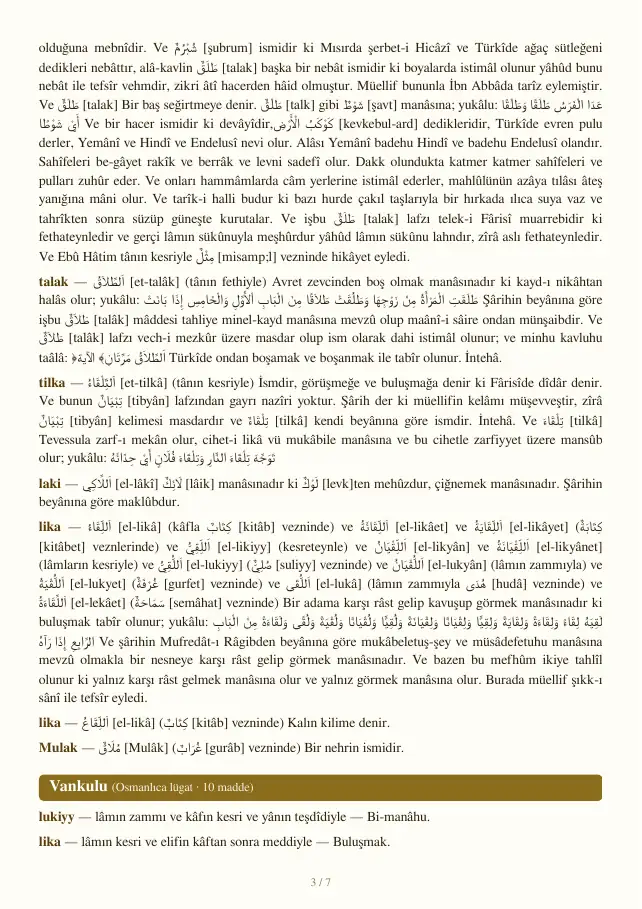 olduğuna mebnîdir. Ve شُبْرُمٌ [şubrum] ismidir ki Mısırda şerbet-i Hicâzî ve Türkîde ağaç sütleğeni
dedikleri nebâttır, alâ-kavlin طَلَقٌ [talak] başka bir nebât ismidir ki boyalarda istimâl olunur yâhûd bunu
nebât ile tefsîr vehmdir, zikri âtî hacerden hâid olmuştur. Müellif bununla İbn Abbâda tarîz eylemiştir.
Ve طَلَقٌ [talak] Bir baş seğirtmeye denir. طَلْقٌ [talk] gibi شَوْطٌ [şavt] manâsına; yukâlu: عَدَا الْفَرَسُ طَلَقًا وَطَلْقًا
أَيْ شَوْطًا Ve bir hacer ismidir ki devâyîdir,كَوْكَبُ الْأَرْضِ [kevkebul-ard] dedikleridir, Türkîde evren pulu
derler, Yemânî ve Hindî ve Endelusî nevi olur. Alâsı Yemânî badehu Hindî ve badehu Endelusî olandır.
Sahîfeleri be-gâyet rakîk ve berrâk ve levni sadefî olur. Dakk olundukta katmer katmer sahîfeleri ve
pulları zuhûr eder. Ve onları hammâmlarda câm yerlerine istimâl ederler, mahlûlünün azâya tılâsı âteş
yanığına mâni olur. Ve tarîk-i halli budur ki bazı hurde çakıl taşlarıyla bir hırkada ılıca suya vaz ve
tahrîkten sonra süzüp güneşte kurutalar. Ve işbu طَلَقٌ [talak] lafzı telek-i Fârisî muarrebidir ki
fethateynledir ve gerçi lâmın sükûnuyla meşhûrdur yâhûd lâmın sükûnu lahndır, zîrâ aslı fethateynledir.
Ve Ebû Hâtim tânın kesriyle مِثْلٌ [misamp;l] vezninde hikâyet eyledi.
talak — اَلطَّلَاقُ [et-talâk] (tânın fethiyle) Avret zevcinden boş olmak manâsınadır ki kayd-ı nikâhtan
halâs olur; yukâlu: طَلَقَتِ الْمَرْأَةُ مِنْ زَوْجِهَا وَطَلُقَتْ طَلَاقًا مِنَ الْبَابِ الْأَوَّلِ وَالْخَامِسِ إِذَا بَانَتْ Şârihin beyânına göre
işbu طَلَاقٌ [talâk] mâddesi tahliye minel-kayd manâsına mevzû olup maânî-i sâire ondan münşaibdir. Ve
طَلَاقٌ [talâk] lafzı vech-i mezkûr üzere masdar olup ism olarak dahi istimâl olunur; ve minhu kavluhu
taâlâ: ﴿اَلطَّلَاقُ مَرَّتَانِ﴾ الآية Türkîde ondan boşamak ve boşanmak ile tabîr olunur. İntehâ.
tilka — اَلتِّلْقَاءُ [et-tilkâ] (tânın kesriyle) İsmdir, görüşmeğe ve buluşmağa denir ki Fârisîde dîdâr denir.
Ve bunun تِبْيَانٌ [tibyân] lafzından gayrı nazîri yoktur. Şârih der ki müellifin kelâmı müşevveştir, zîrâ
تِبْيَانٌ [tibyân] kelimesi masdardır ve تِلْقَاءٌ [tilkâ] kendi beyânına göre ismdir. İntehâ. Ve تِلْقَاءَ [tilkâ]
Tevessula zarf-ı mekân olur, cihet-i likâ vü mukâbile manâsına ve bu cihetle zarfiyyet üzere mansûb
olur; yukâlu: تَوَجَّهَ تِلْقَاءَ النَّارِ وَتِلْقَاءَ فُلَانٍ أَيْ حِذَاءَهُ
laki — اَللَّاكِي [el-lâkî] لَائِكٌ [lâik] manâsınadır ki لَوْكٌ [levk]ten mehûzdur, çiğnemek manâsınadır. Şârihin
beyânına göre maklûbdur.
lika — اَللِّقَاءُ [el-likâ] (kâfla كِتَابٌ [kitâb] vezninde) ve اَللِّقَائَةُ [el-likâet] ve اَللِّقَايَةُ [el-likâyet] (كِتَابَةٌ
[kitâbet] veznlerinde) ve اَللِّقِيُّ [el-likiyy] (kesreteynle) ve اَللِّقْيَانُ [el-likyân] ve اَللِّقْيَانَةُ [el-likyânet]
(lâmların kesriyle) ve اَللُّقِيُّ [el-lukiyy] (صُلِيٌّ [suliyy] vezninde) ve اَللُّقْيَانُ [el-lukyân] (lâmın zammıyla) ve
اَللُّقْيَةُ [el-lukyet] (غُرْفَةٌ [gurfet] vezninde) ve اَللُّقَى [el-lukâ] (lâmın zammıyla هُدَى [hudâ] vezninde) ve
اَللَّقَاءَةُ [el-lekâet] (سَمَاحَةٌ [semâhat] vezninde) Bir adama karşı râst gelip kavuşup görmek manâsınadır ki
buluşmak tabîr olunur; yukâlu: لَقِيَهُ لِقَاءً وَلِقَاءَةً وَلِقَايَةً وَلِقِيًّا وَلِقْيَانًا وَلِقْيَانَةً وَلُقِيًّا وَلُقْيَانًا وَلُقْيَةً وَلُقًى وَلَقَاءَةً مِنَ الْبَابِ
الرَّابِعِ إِذَا رَآهُ Ve şârihin Mufredât-ı Râgibden beyânına göre mukâbeletuş-şey ve müsâdefetuhu manâsına
mevzû olmakla bir nesneye karşı râst gelip görmek manâsınadır. Ve bazen bu mefhûm ikiye tahlîl
olunur ki yalnız karşı râst gelmek manâsına ve yalnız görmek manâsına olur. Burada müellif şıkk-ı
sânî ile tefsîr eyledi.
lika — اَللِّقَاعُ [el-likâ] (كِتَابٌ [kitâb] vezninde) Kalın kilime denir.
Mulak — مُلَاقٌ [Mulâk] (غُرَابٌ [gurâb] vezninde) Bir nehrin ismidir.
Vankulu (Osmanlıca lügat · 10 madde)
lukiyy — lâmın zammı ve kâfın kesri ve yânın teşdîdiyle — Bi-manâhu.
lika — lâmın kesri ve elifin kâftan sonra meddiyle — Buluşmak.
3 / 7